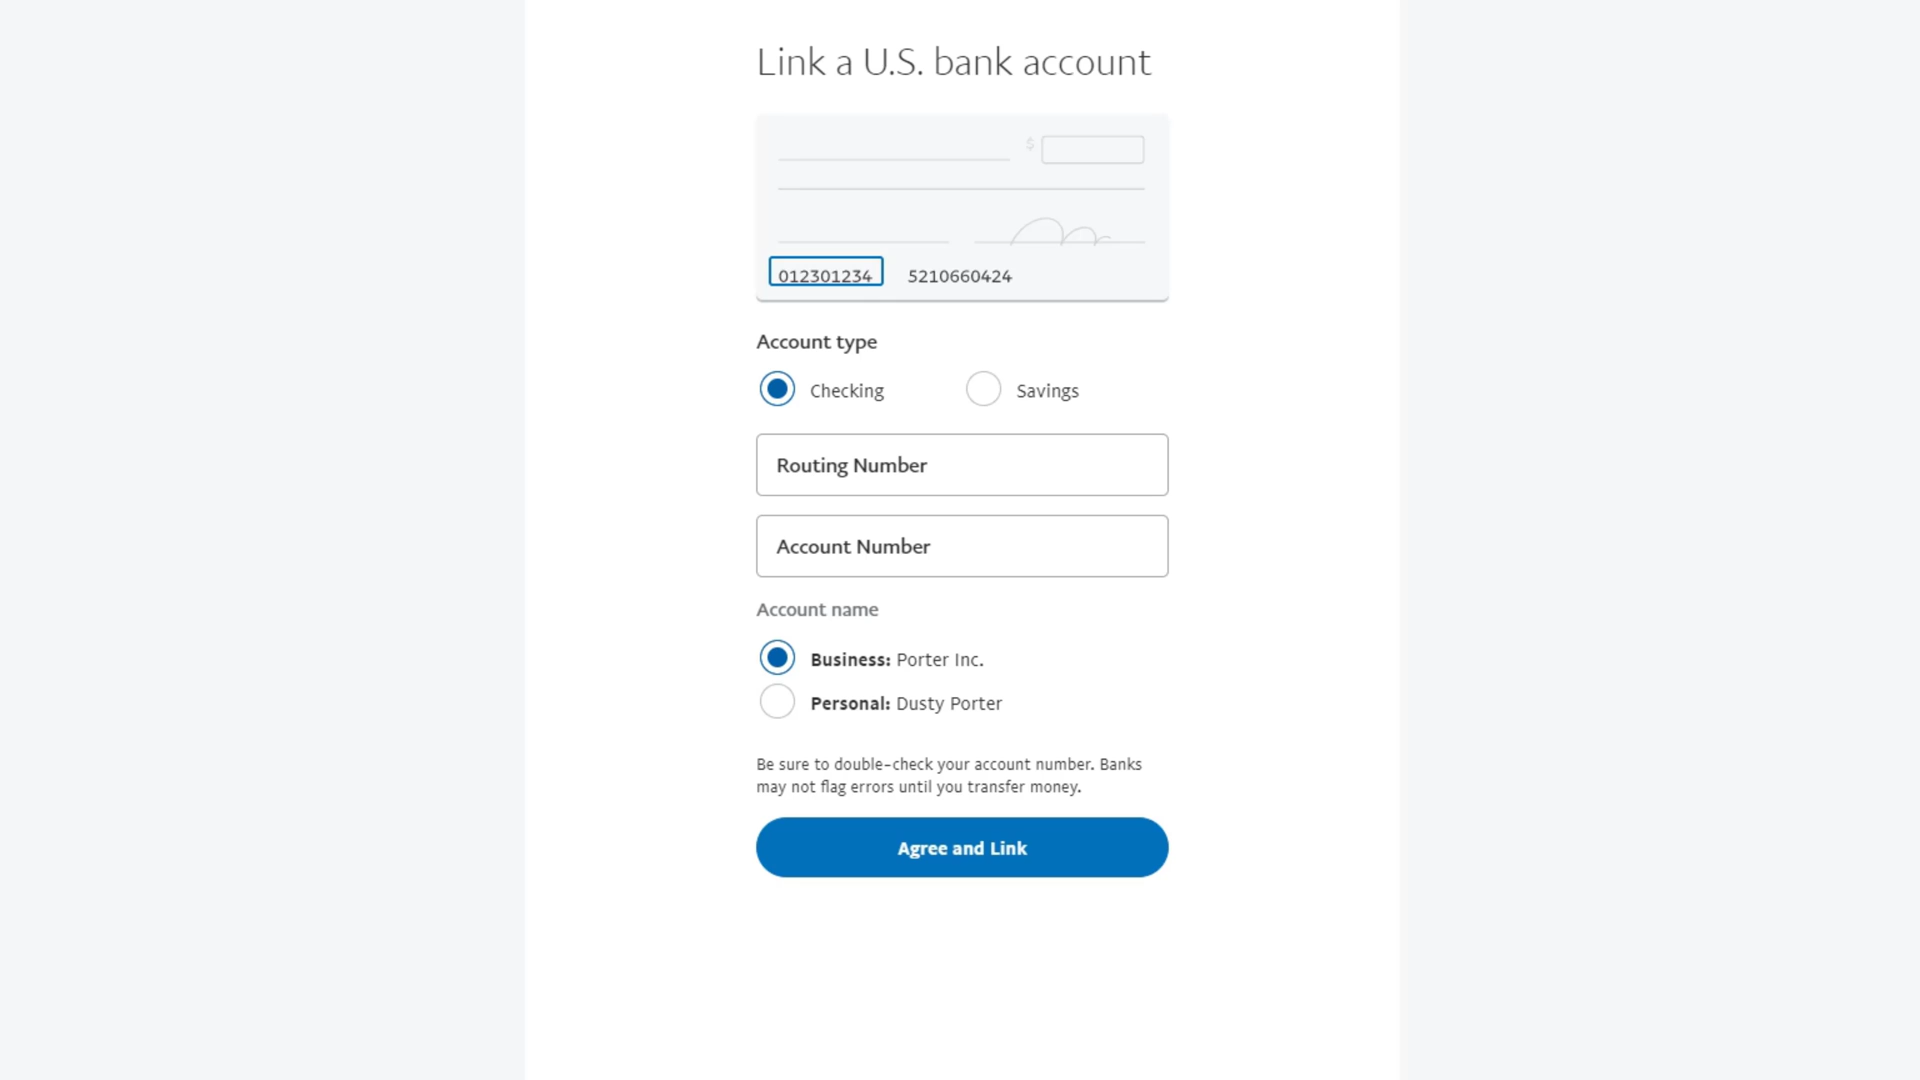 Link a U.S. bank account
$
012301234 5210660424
Account type
Checking Savings
Routing Number
Account Number
Account name
Business: Porter Inc.
Personal: Dusty Porter
Be sure to double-check your account number. Banks
may not flag errors until you transfer money.
Agree and Link